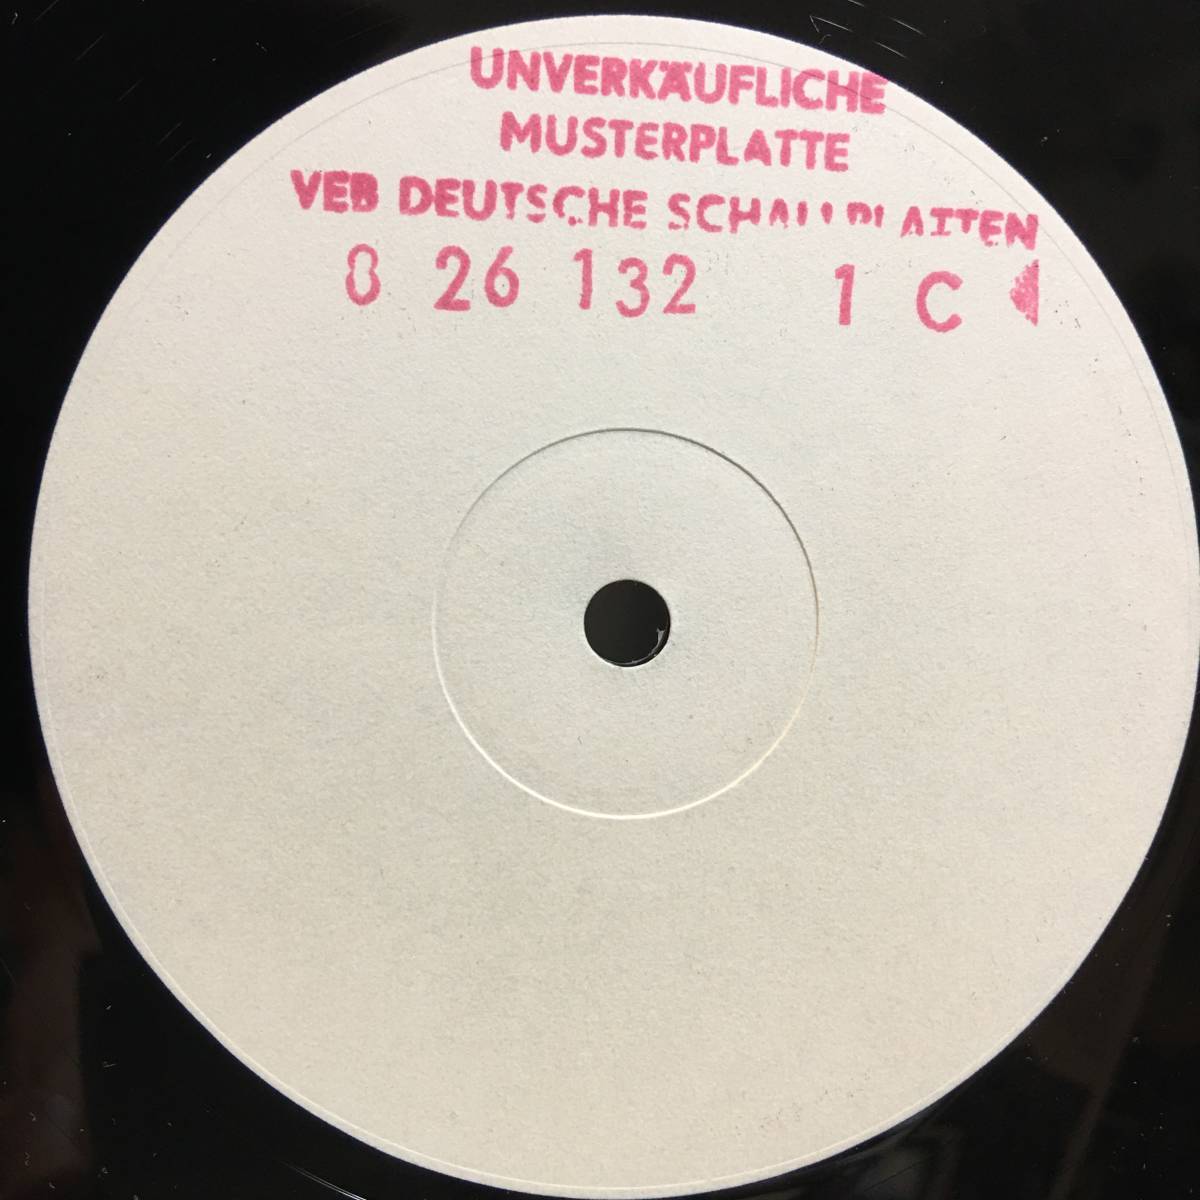 UNVERKÄUFLICHE
MUSTERPLATTE
VEB DEUTSCHE SCHALLPLATTEN
8 26 132 1 C